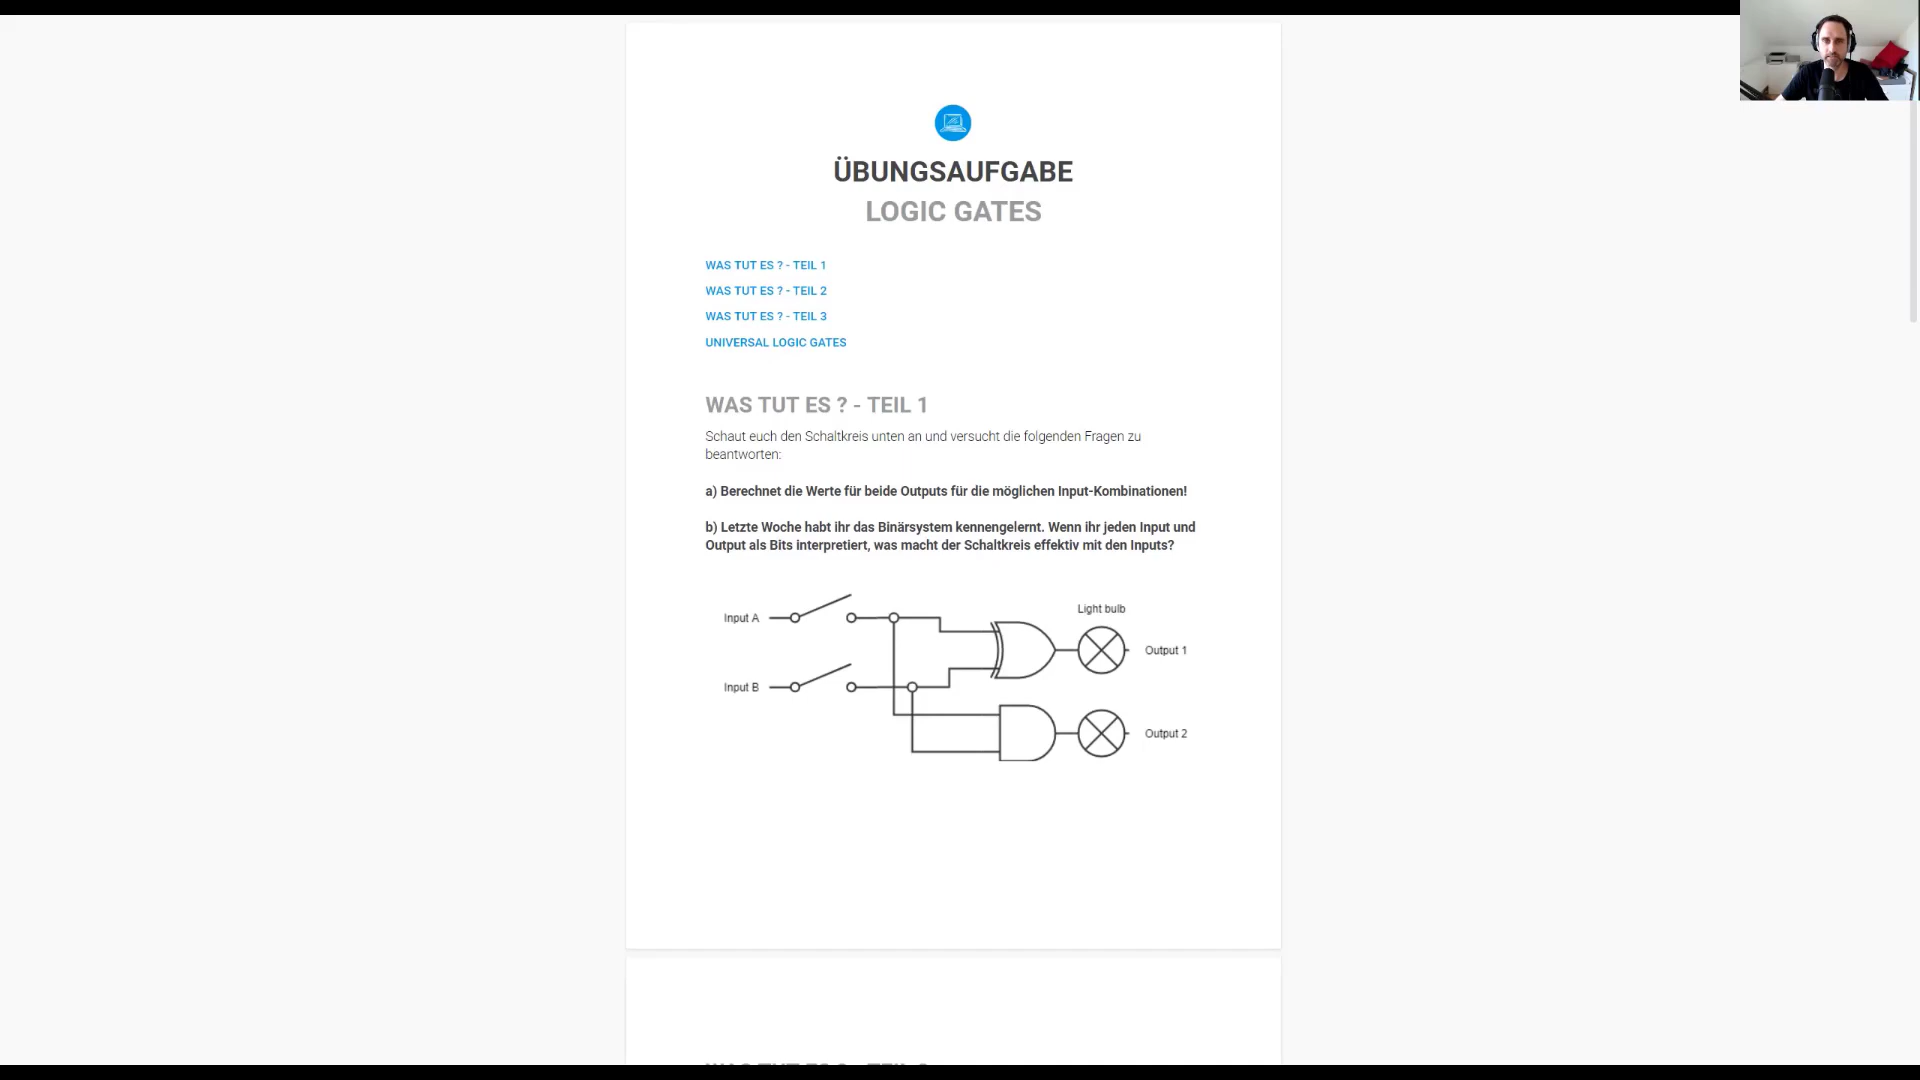 ÜBUNGSAUFGABE
LOGIC GATES
WAS TUT ES ? - TEIL 1
WAS TUT ES ? - TEIL 2
WAS TUT ES ? - TEIL 3
UNIVERSAL LOGIC GATES
WAS TUT ES ? - TEIL 1
Schaut euch den Schaltkreis unten an und versucht die folgenden Fragen zu
beantworten:
a) Berechnet die Werte für beide Outputs für die möglichen Input-Kombinationen!
b) Letzte Woche habt ihr das Binärsystem kennengelernt. Wenn ihr jeden Input und
Output als Bits interpretiert, was macht der Schaltkreis effektiv mit den Inputs?
Light bulb
Input A
Output 1
Input B
Output 2